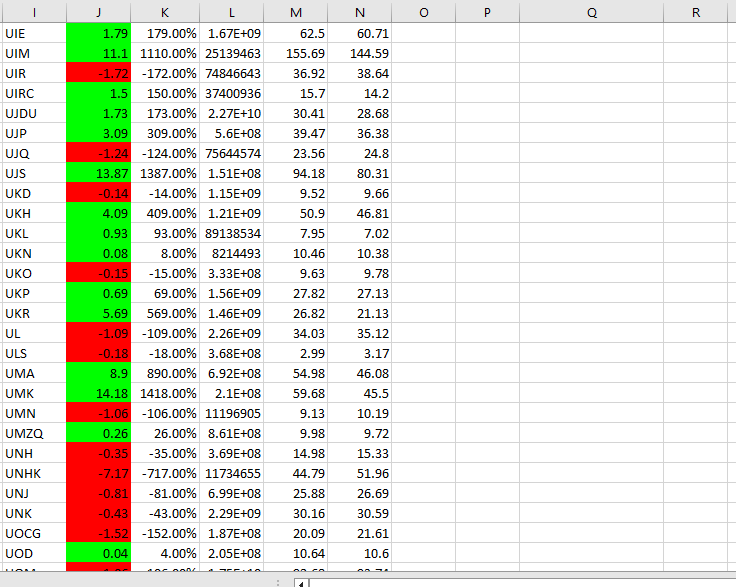 I J K L M N O P Q R
UIE 1.79 179.00% 1.67E+09 62.5 60.71
UIM 11.1 1110.00% 25139463 155.69 144.59
UIR -1.72 -172.00% 74846643 36.92 38.64
UIRC 1.5 150.00% 37400936 15.7 14.2
UJDU 1.73 173.00% 2.27E+10 30.41 28.68
UJP 3.09 309.00% 5.6E+08 39.47 36.38
UJQ -1.24 -124.00% 75644574 23.56 24.8
UJS 13.87 1387.00% 1.51E+08 94.18 80.31
UKD -0.14 -14.00% 1.15E+09 9.52 9.66
UKH 4.09 409.00% 1.21E+09 50.9 46.81
UKL 0.93 93.00% 89138534 7.95 7.02
UKN 0.08 8.00% 8214493 10.46 10.38
UKO -0.15 -15.00% 3.33E+08 9.63 9.78
UKP 0.69 69.00% 1.56E+09 27.82 27.13
UKR 5.69 569.00% 1.46E+09 26.82 21.13
UL -1.09 -109.00% 2.26E+09 34.03 35.12
ULS -0.18 -18.00% 3.68E+08 2.99 3.17
UMA 8.9 890.00% 6.92E+08 54.98 46.08
UMK 14.18 1418.00% 2.1E+08 59.68 45.5
UMN -1.06 -106.00% 11196905 9.13 10.19
UMZQ 0.26 26.00% 8.61E+08 9.98 9.72
UNH -0.35 -35.00% 3.69E+08 14.98 15.33
UNHK -7.17 -717.00% 11734655 44.79 51.96
UNJ -0.81 -81.00% 6.99E+08 25.88 26.69
UNK -0.43 -43.00% 2.29E+09 30.16 30.59
UOCG -1.52 -152.00% 1.87E+08 20.09 21.61
UOD 0.04 4.00% 2.05E+08 10.64 10.6